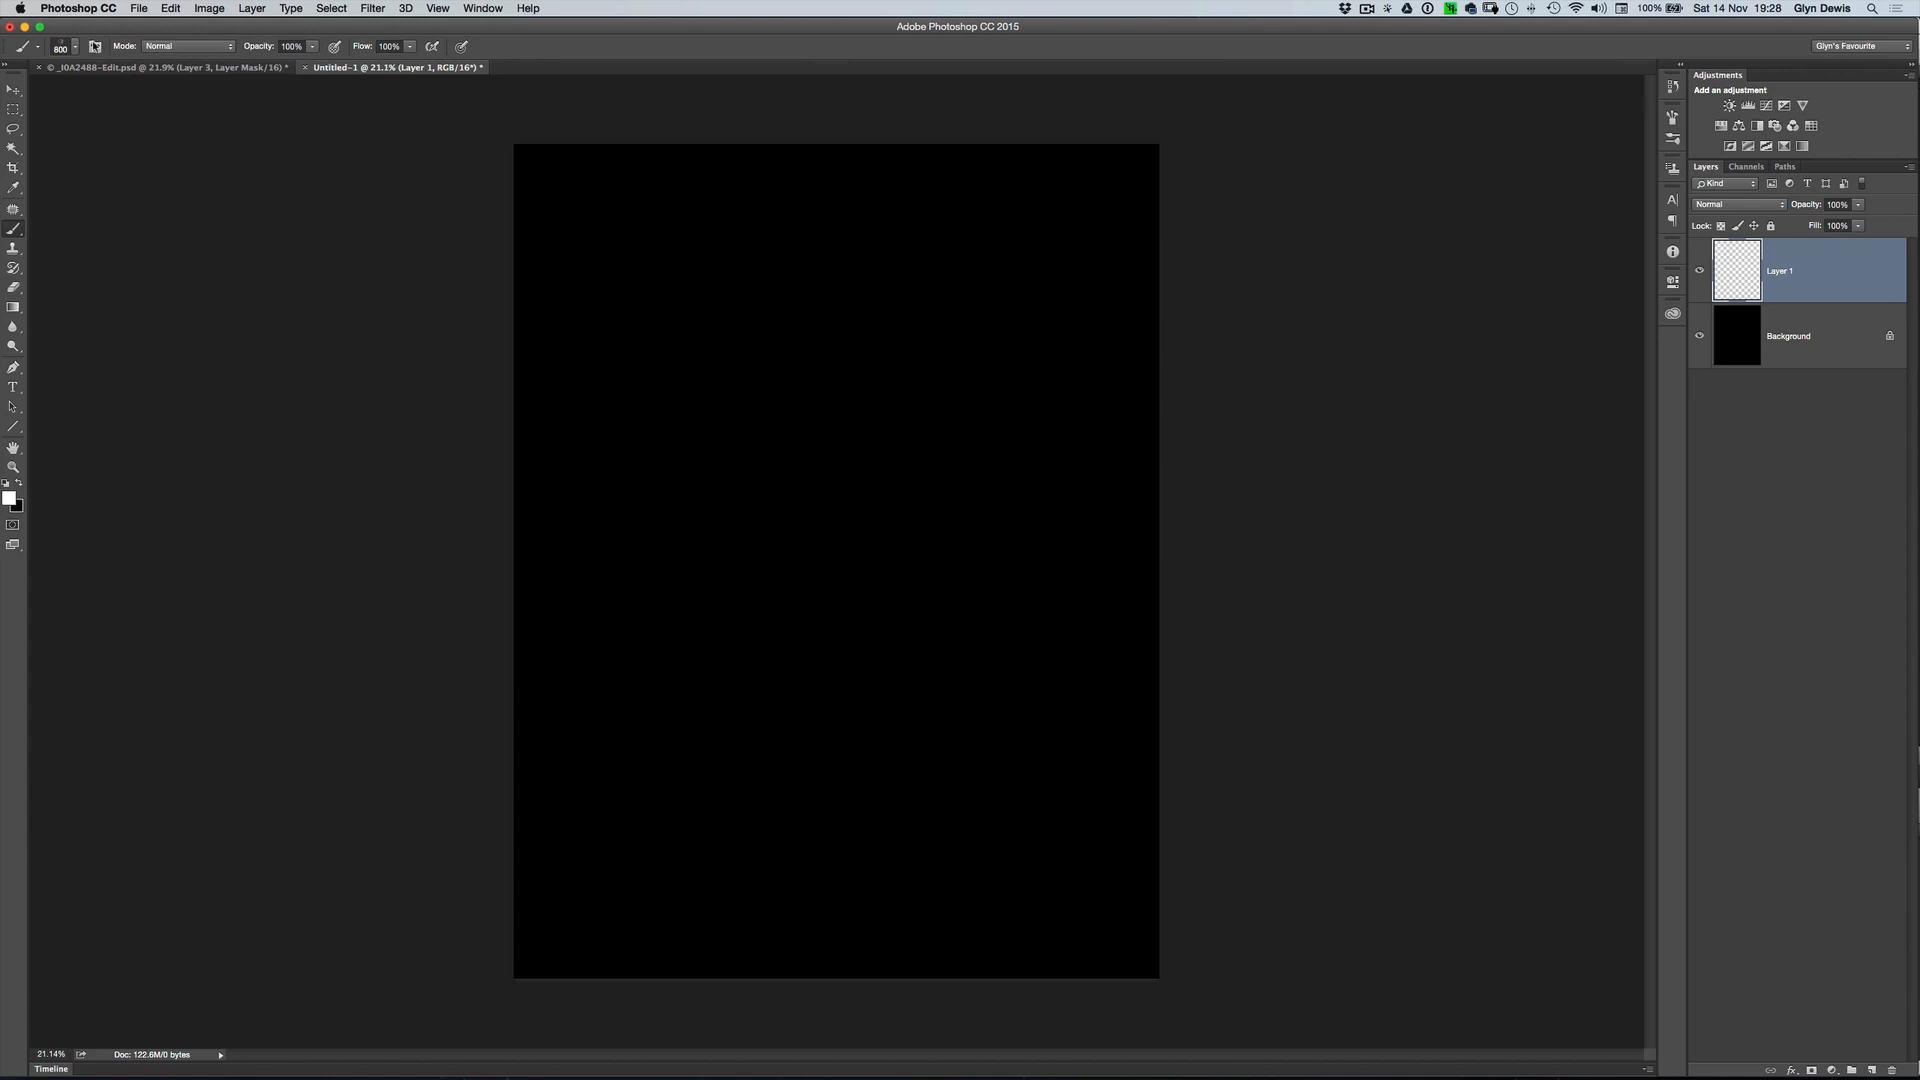 Photoshop CC File Edit Image Layer Type Select Filter 3D View Window Help 100% Sat 14 Nov 19:28 Glyn Dewis
Adobe Photoshop CC 2015
800 Mode: Normal Opacity: 100% Flow: 100% Glyn's Favourite
× © _I0A2488-Edit.psd @ 21.9% (Layer 3, Layer Mask/16) * × Untitled-1 @ 21.1% (Layer 1, RGB/16*) *
Adjustments
Add an adjustment
Layers Channels Paths
Kind
Normal Opacity: 100%
Lock: Fill: 100%
Layer 1
Background
21.14% Doc: 122.6M/0 bytes
Timeline